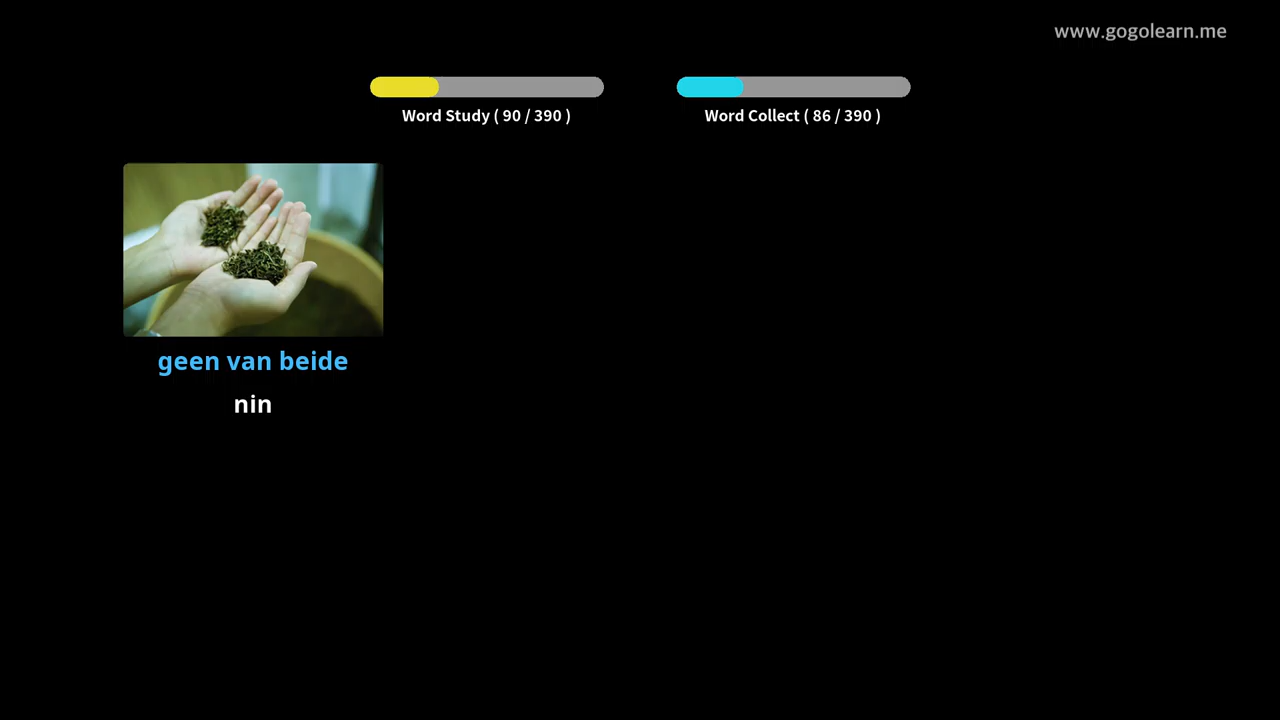 www.gogolearn.me
Word Study ( 90 / 390 )
Word Collect ( 86 / 390 )
geen van beide
nin